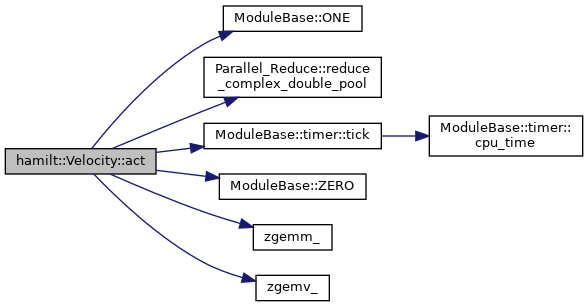 ModuleBase::ONE
Parallel_Reduce::reduce
_complex_double_pool
ModuleBase::timer::tick
ModuleBase::timer::
cpu_time
hamilt::Velocity::act
ModuleBase::ZERO
zgemm_
zgemv_